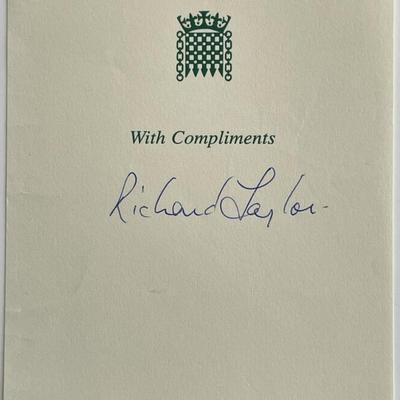 With Compliments
Richard Taylor